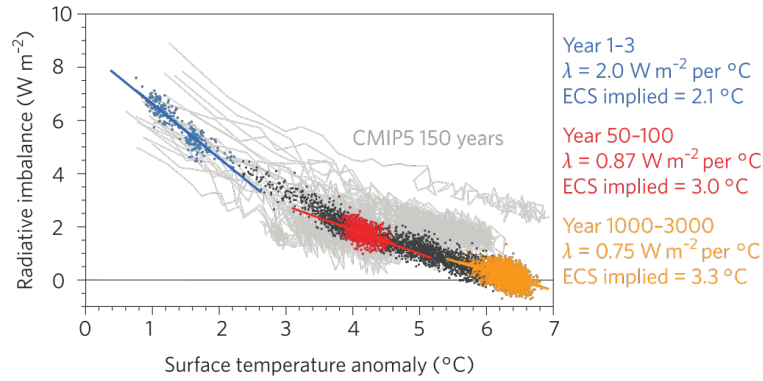 10
8
6
4
2
0
Radiative imbalance (W m⁻²)
CMIP5 150 years
0 1 2 3 4 5 6 7
Surface temperature anomaly (°C)
Year 1–3
λ = 2.0 W m⁻² per °C
ECS implied = 2.1 °C
Year 50–100
λ = 0.87 W m⁻² per °C
ECS implied = 3.0 °C
Year 1000–3000
λ = 0.75 W m⁻² per °C
ECS implied = 3.3 °C